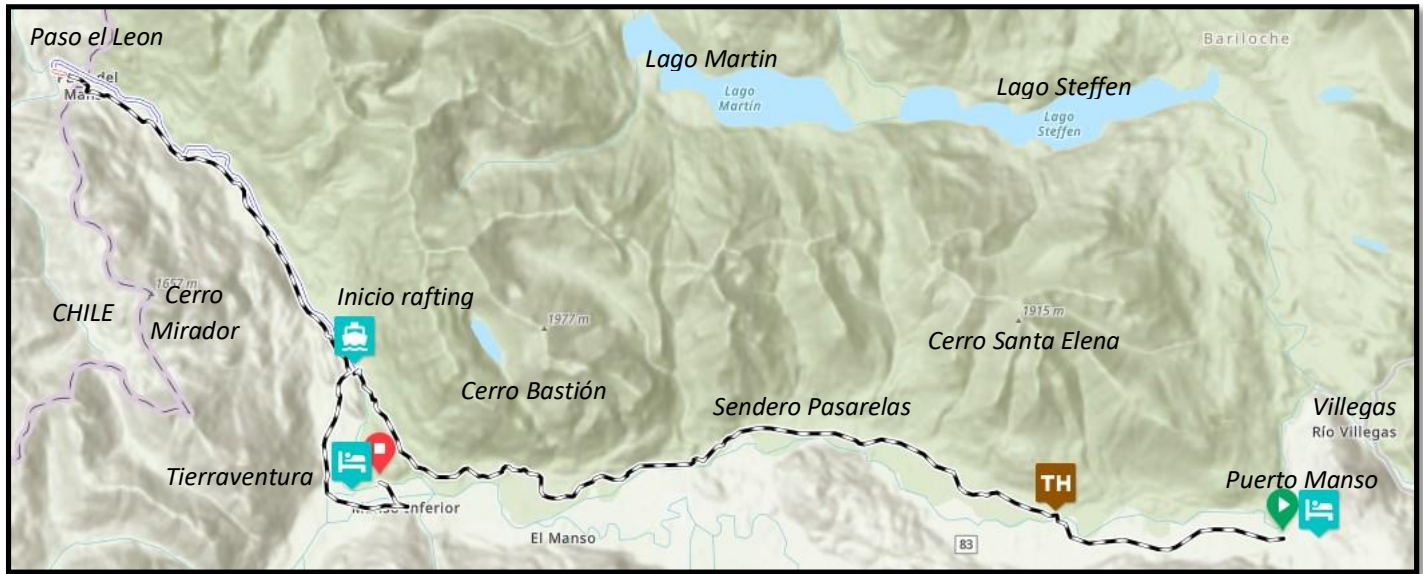 Paso el Leon
Bariloche
Lago Martin
Lago Steffen
Lago
Martín
Lago
Steffen
1657 m
CHILE
Cerro
Mirador
Inicio rafting
1977 m
1915 m
Cerro Santa Elena
Cerro Bastión
Sendero Pasarelas
Villegas
Río Villegas
Tierraventura
TH
Puerto Manso
Inferior
El Manso
83